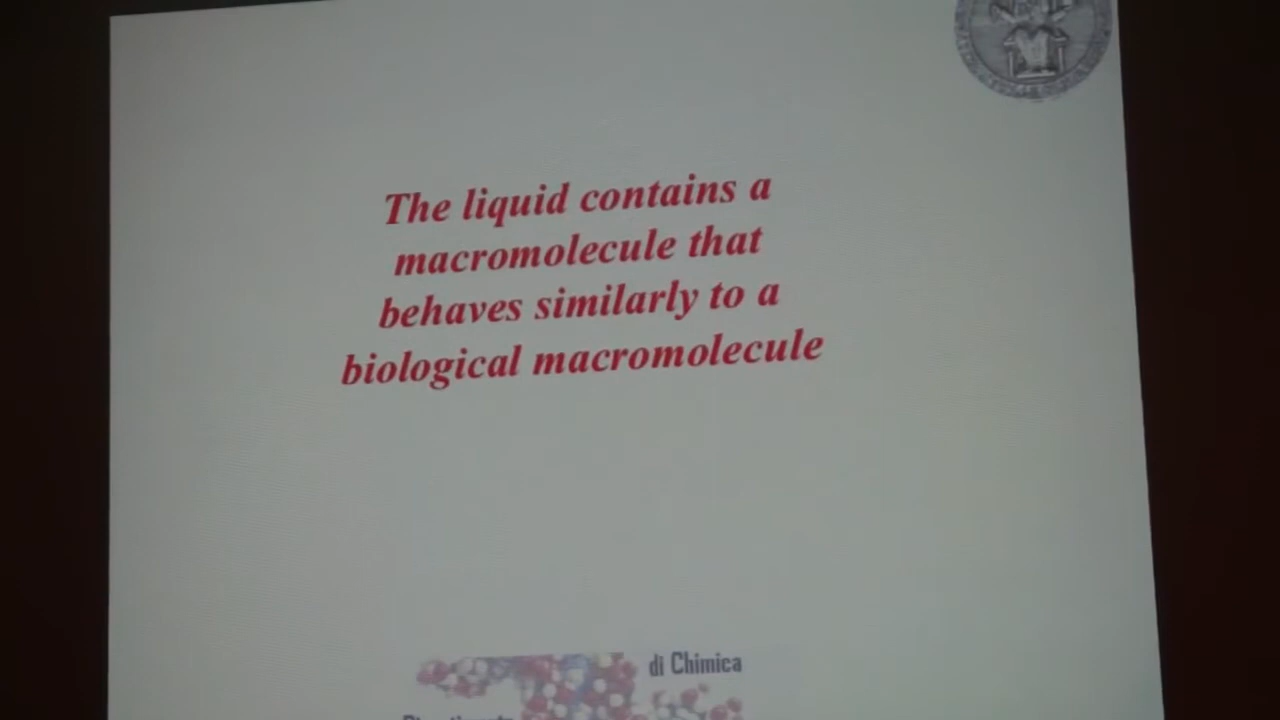 The liquid contains a
macromolecule that
behaves similarly to a
biological macromolecule
di Chimica